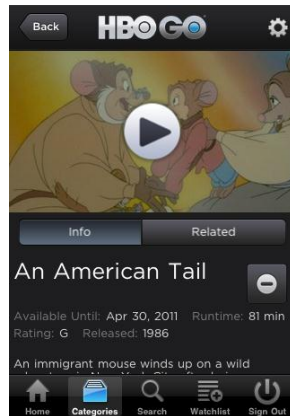 Back
HBO GO
Info Related
An American Tail
Available Until: Apr 30, 2011 Runtime: 81 min
Rating: G Released: 1986
An immigrant mouse winds up on a wild
Home Categories Search Watchlist Sign Out